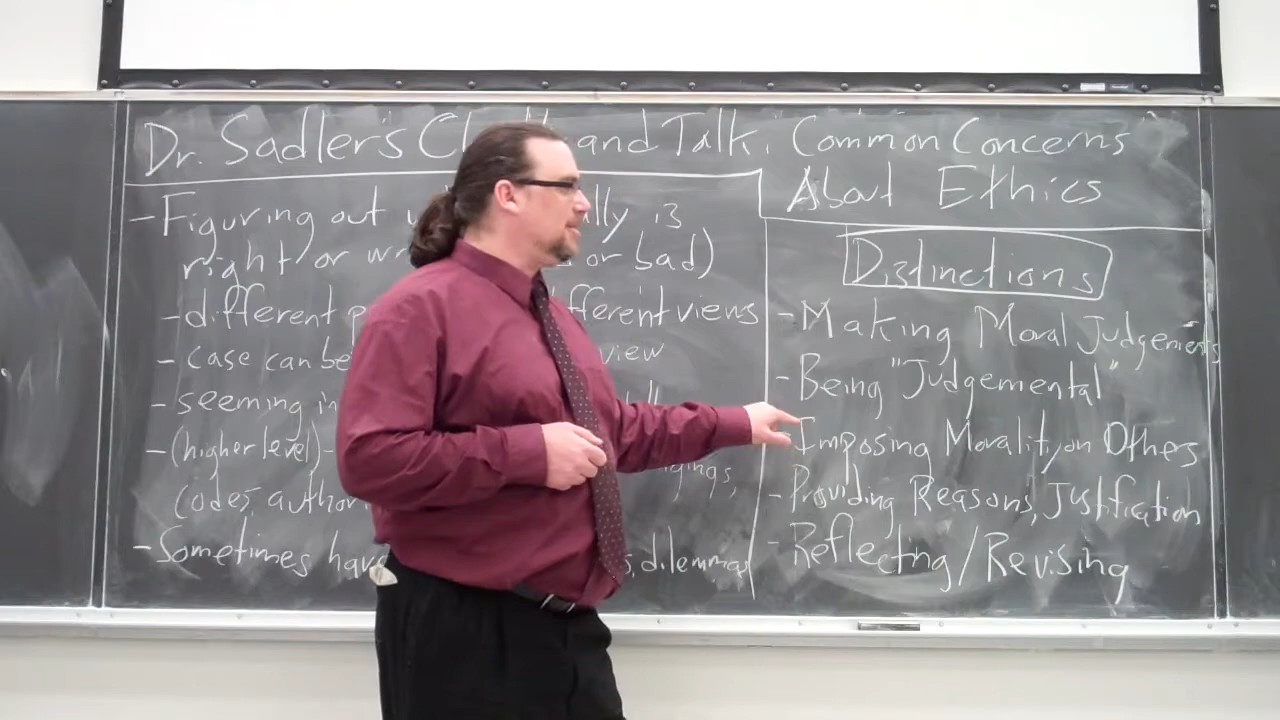 Dr. Sadler's and Talk: Common Concerns
About Ethics
- Figuring out ally is
right or or bad)
- different fferent views
- case can be view
- seeming in
- (higher level) -
(codes, author gings,
- Sometimes have s, dilemmas
Distinctions
- Making Moral Judgements
- Being "Judgemental"
- Imposing Morality on Others
- Providing Reasons, Justification
- Reflecting/Revising